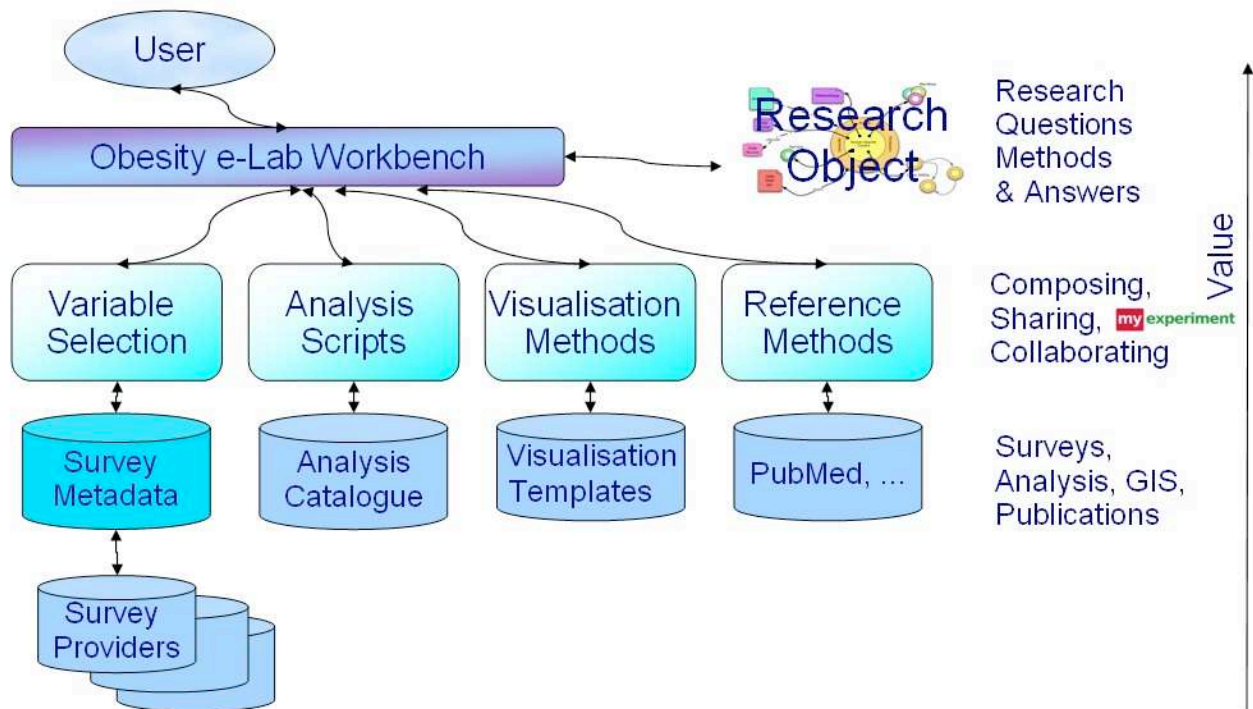 User
Obesity e-Lab Workbench
Research
Object
Research
Questions
Methods
& Answers
Value
Variable
Selection
Analysis
Scripts
Visualisation
Methods
Reference
Methods
Composing,
Sharing, my experiment
Collaborating
Survey
Metadata
Analysis
Catalogue
Visualisation
Templates
PubMed, ...
Surveys,
Analysis, GIS,
Publications
Survey
Providers